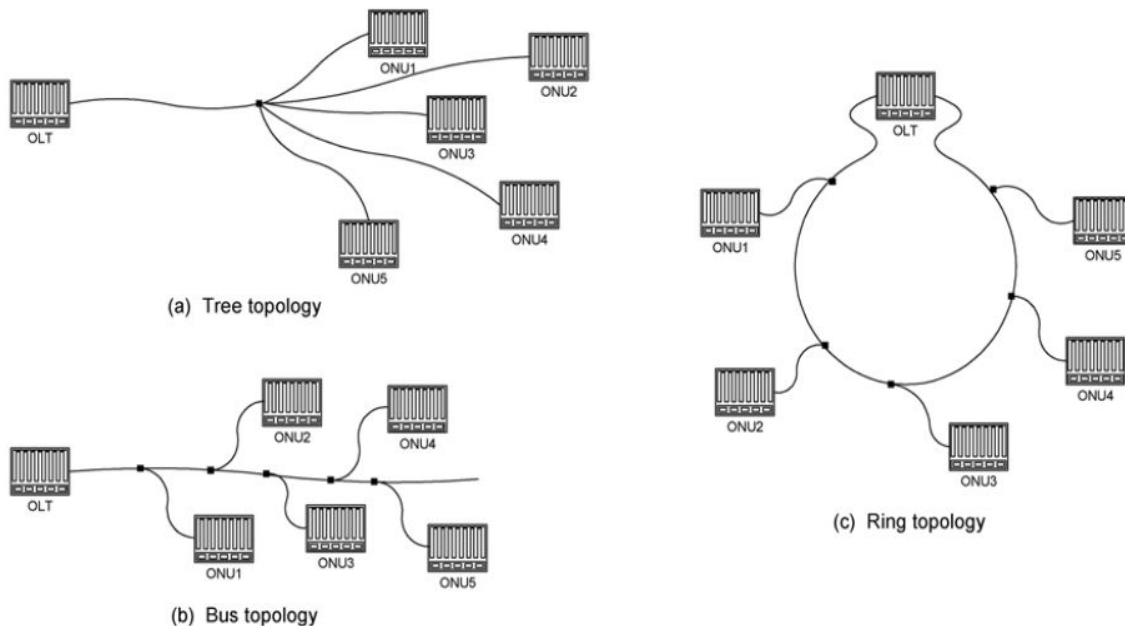 OLT
ONU1
ONU2
ONU3
ONU4
ONU5
(a) Tree topology
OLT
ONU2
ONU4
ONU1
ONU3
ONU5
(b) Bus topology
OLT
ONU1
ONU5
ONU2
ONU4
ONU3
(c) Ring topology